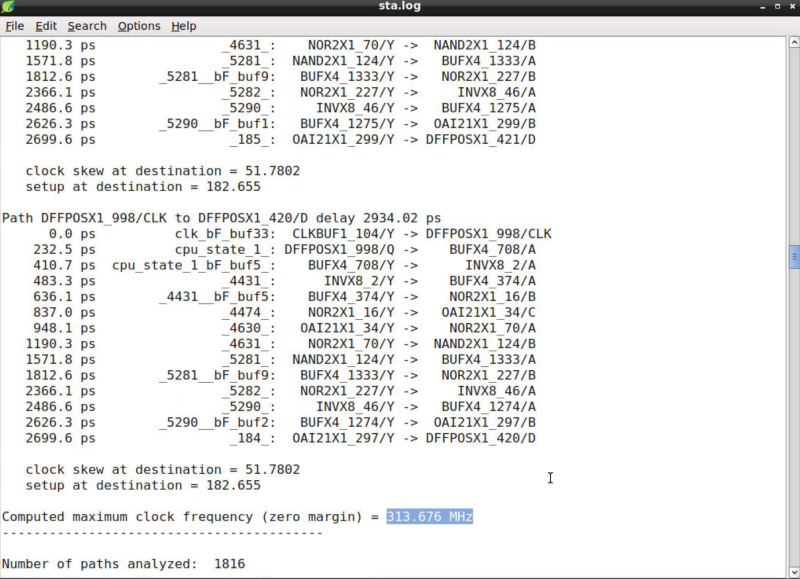 sta.log
File Edit Search Options Help
1190.3 ps _4631_: NOR2X1_70/Y -> NAND2X1_124/B
1571.8 ps _5281_: NAND2X1_124/Y -> BUFX4_1333/A
1812.6 ps _5281__bF_buf9: BUFX4_1333/Y -> NOR2X1_227/B
2366.1 ps _5282_: NOR2X1_227/Y -> INVX8_46/A
2486.6 ps _5290_: INVX8_46/Y -> BUFX4_1275/A
2626.3 ps _5290__bF_buf1: BUFX4_1275/Y -> OAI21X1_299/B
2699.6 ps _185_: OAI21X1_299/Y -> DFFPOSX1_421/D
clock skew at destination = 51.7802
setup at destination = 182.655
Path DFFPOSX1_998/CLK to DFFPOSX1_420/D delay 2934.02 ps
0.0 ps clk_bF_buf33: CLKBUF1_104/Y -> DFFPOSX1_998/CLK
232.5 ps cpu_state_1_: DFFPOSX1_998/Q -> BUFX4_708/A
410.7 ps cpu_state_1_bF_buf5_: BUFX4_708/Y -> INVX8_2/A
483.3 ps _4431_: INVX8_2/Y -> BUFX4_374/A
636.1 ps _4431__bF_buf5: BUFX4_374/Y -> NOR2X1_16/B
837.0 ps _4474_: NOR2X1_16/Y -> OAI21X1_34/C
948.1 ps _4630_: OAI21X1_34/Y -> NOR2X1_70/A
1190.3 ps _4631_: NOR2X1_70/Y -> NAND2X1_124/B
1571.8 ps _5281_: NAND2X1_124/Y -> BUFX4_1333/A
1812.6 ps _5281__bF_buf9: BUFX4_1333/Y -> NOR2X1_227/B
2366.1 ps _5282_: NOR2X1_227/Y -> INVX8_46/A
2486.6 ps _5290_: INVX8_46/Y -> BUFX4_1274/A
2626.3 ps _5290__bF_buf2: BUFX4_1274/Y -> OAI21X1_297/B
2699.6 ps _184_: OAI21X1_297/Y -> DFFPOSX1_420/D
clock skew at destination = 51.7802
setup at destination = 182.655
Computed maximum clock frequency (zero margin) = 313.676 MHz
-----------------------------------------
Number of paths analyzed: 1816